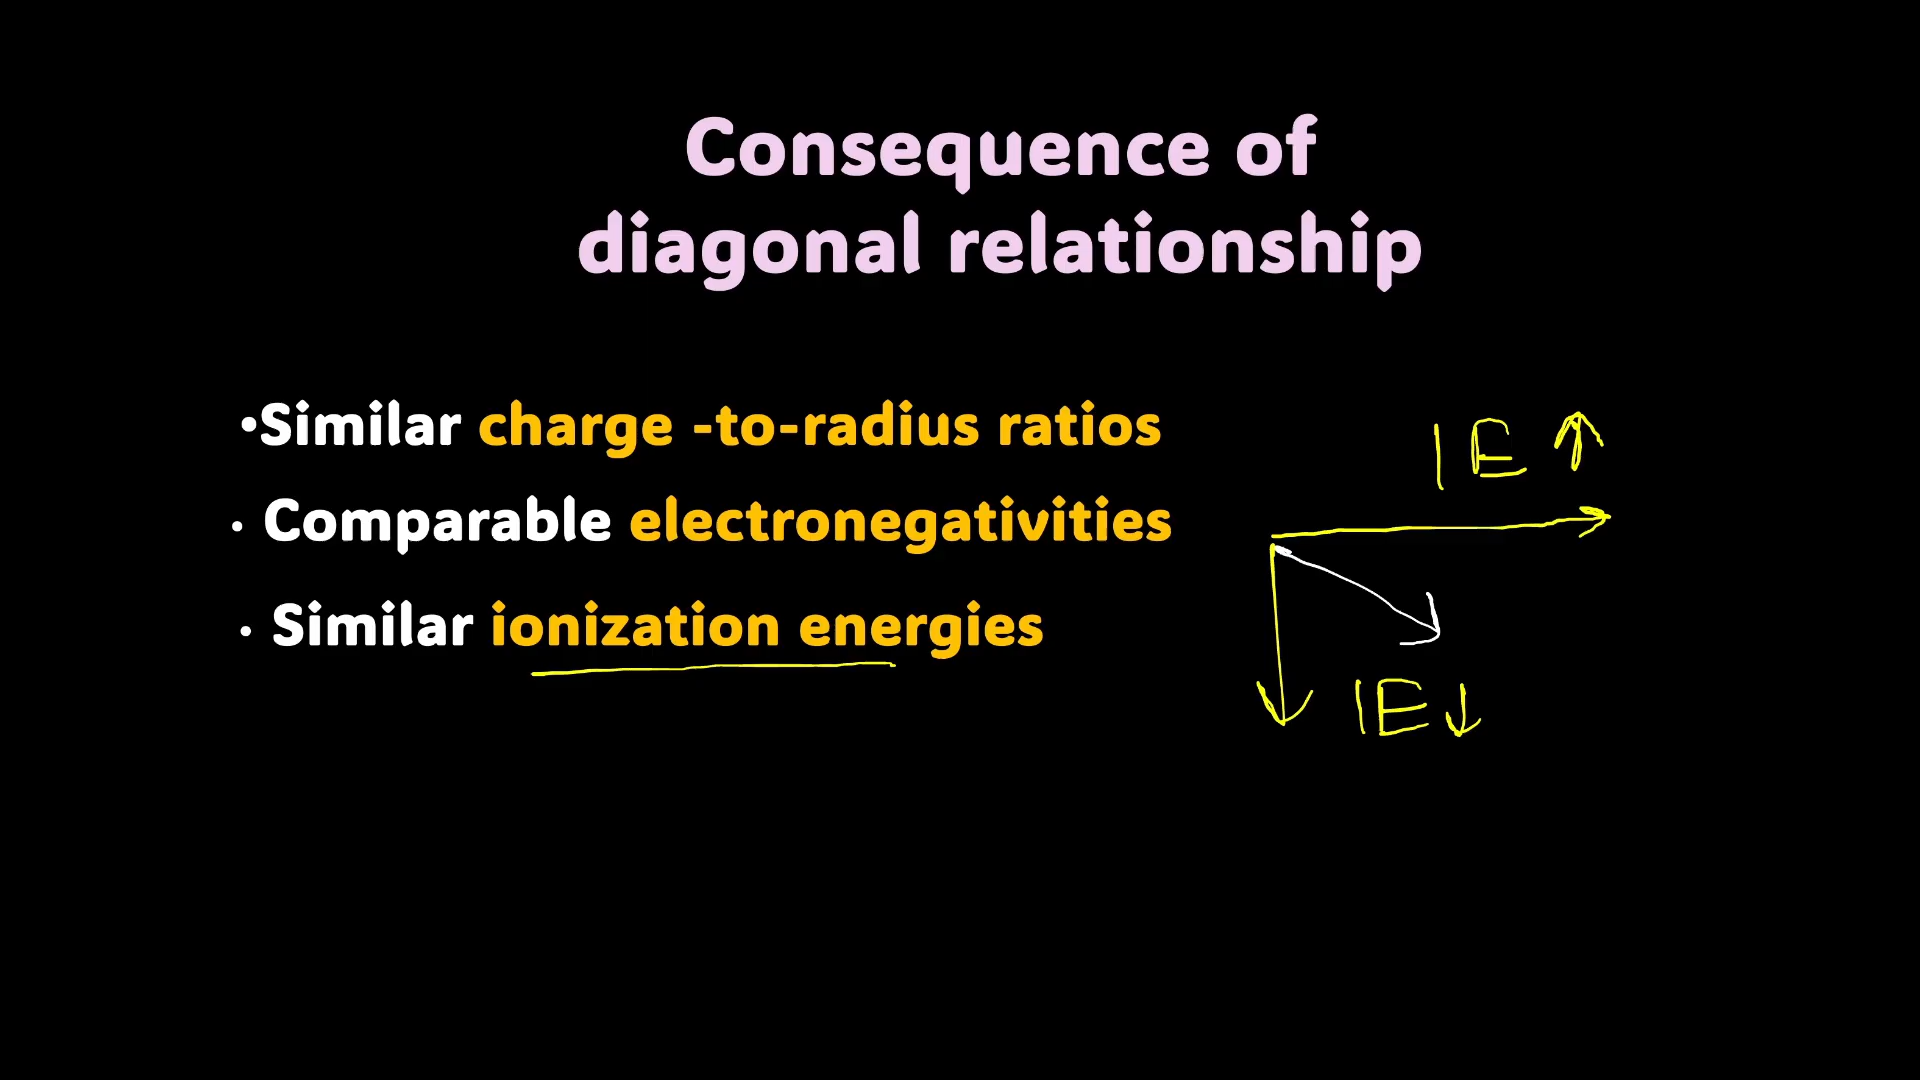 Consequence of
diagonal relationship
•Similar charge -to-radius ratios
• Comparable electronegativities
• Similar ionization energies
IE ↑
IE ↓